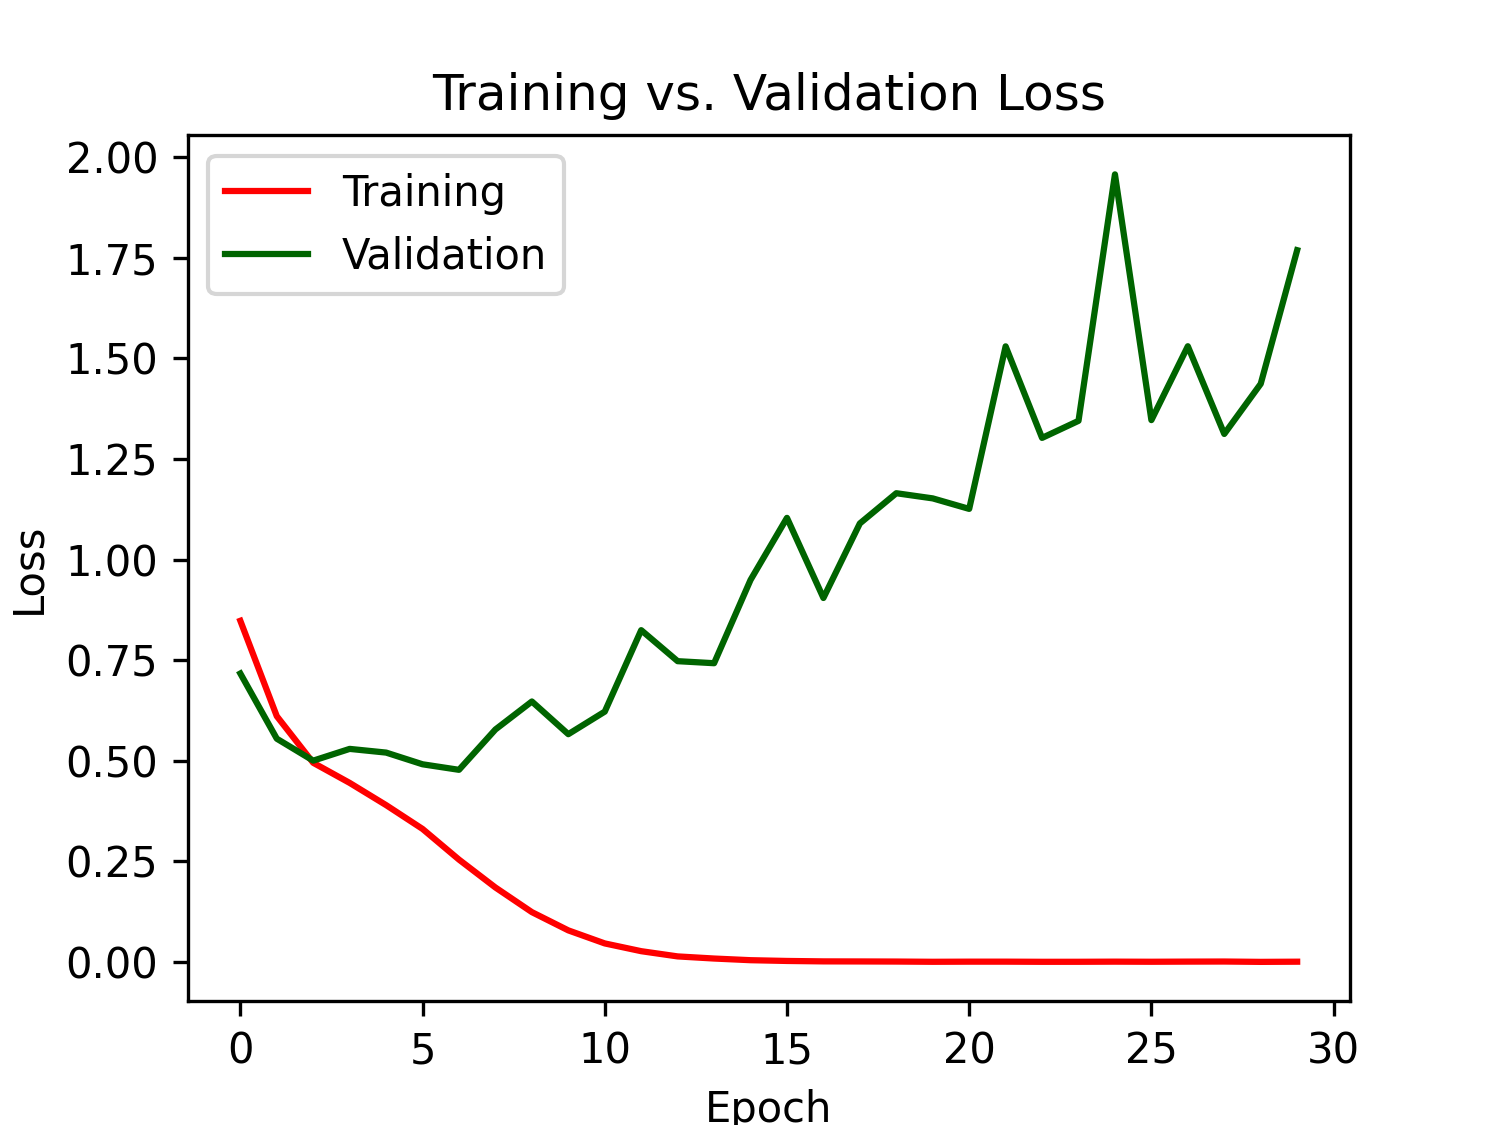 Training vs. Validation Loss
2.00
1.75
1.50
1.25
1.00
0.75
0.50
0.25
0.00
Loss
Training
Validation
0 5 10 15 20 25 30
Epoch